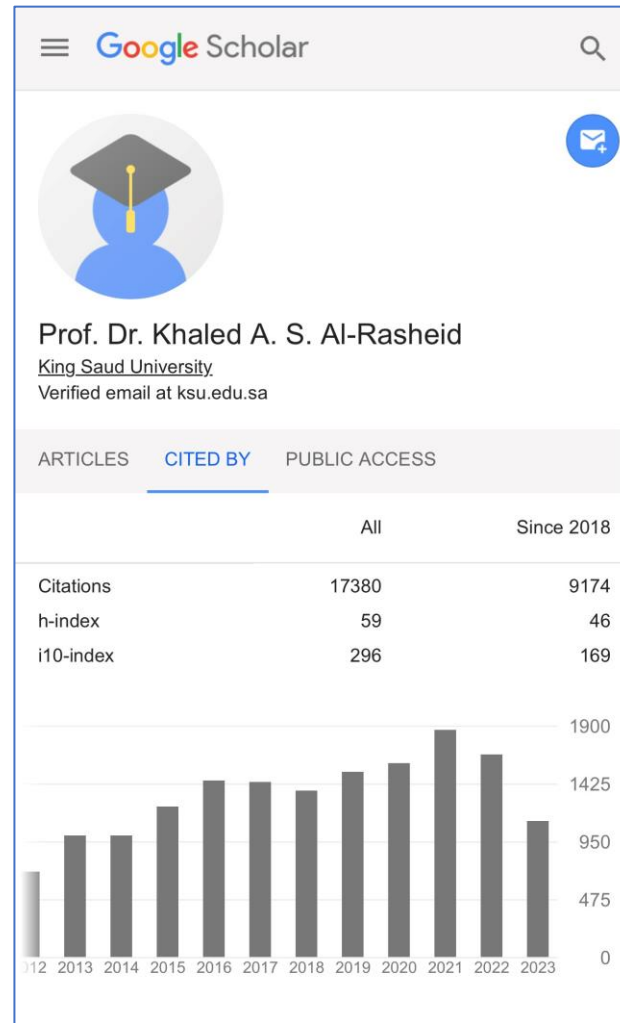 Google Scholar
Prof. Dr. Khaled A. S. Al-Rasheid
King Saud University
Verified email at ksu.edu.sa
ARTICLES CITED BY PUBLIC ACCESS
All Since 2018
Citations 17380 9174
h-index 59 46
i10-index 296 169
1900
1425
950
475
0
12 2013 2014 2015 2016 2017 2018 2019 2020 2021 2022 2023